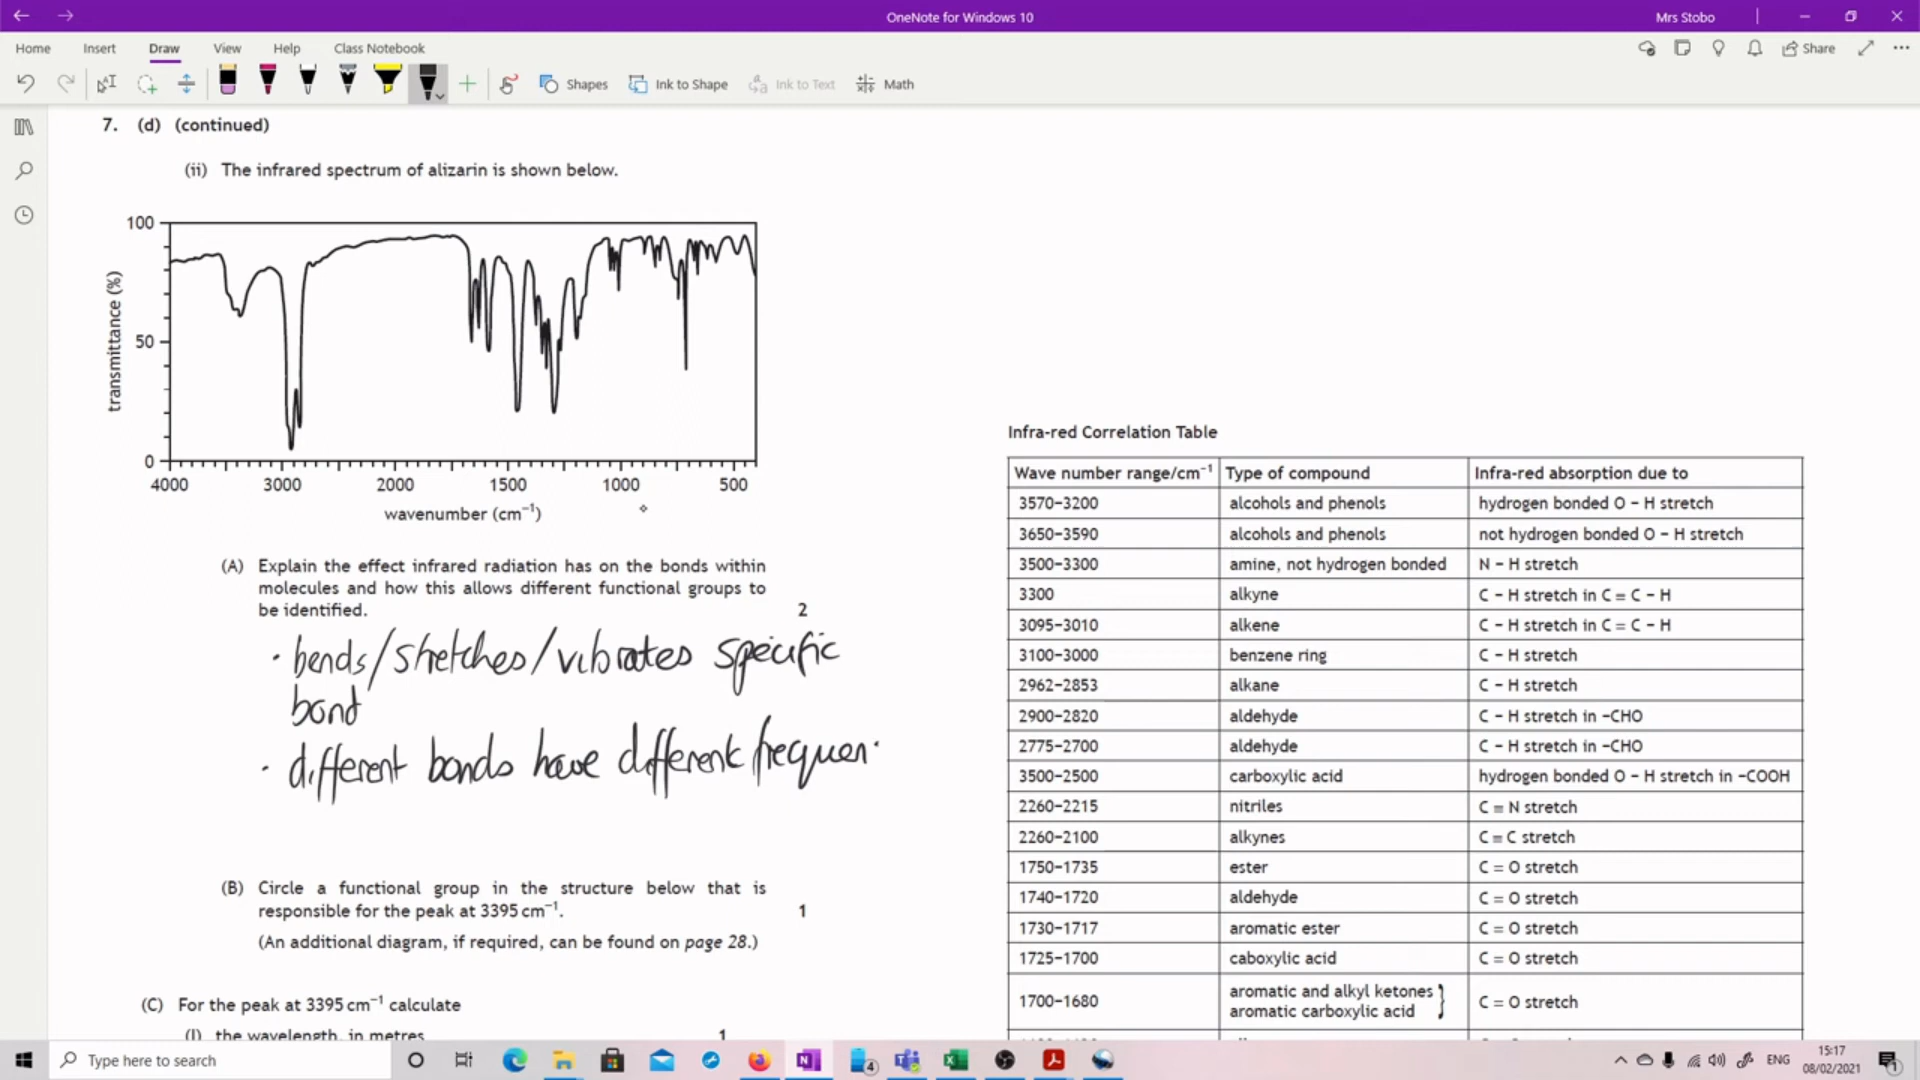 OneNote for Windows 10
Mrs Stobo
Home Insert Draw View Help Class Notebook
Share
Shapes Ink to Shape Ink to Text Math
7. (d) (continued)
(ii) The infrared spectrum of alizarin is shown below.
100
50
0
transmittance (%)
4000 3000 2000 1500 1000 500
wavenumber (cm⁻¹)
(A) Explain the effect infrared radiation has on the bonds within
molecules and how this allows different functional groups to
be identified. 2
· bends/stretches/vibrates specific
bond
· different bonds have different frequen
(B) Circle a functional group in the structure below that is
responsible for the peak at 3395 cm⁻¹. 1
(An additional diagram, if required, can be found on page 28.)
(C) For the peak at 3395 cm⁻¹ calculate
(I) the wavelength, in metres 1
Infra-red Correlation Table
Wave number range/cm⁻¹ Type of compound Infra-red absorption due to
3570–3200 alcohols and phenols hydrogen bonded O – H stretch
3650–3590 alcohols and phenols not hydrogen bonded O – H stretch
3500–3300 amine, not hydrogen bonded N – H stretch
3300 alkyne C – H stretch in C ≡ C – H
3095–3010 alkene C – H stretch in C = C – H
3100–3000 benzene ring C – H stretch
2962–2853 alkane C – H stretch
2900–2820 aldehyde C – H stretch in –CHO
2775–2700 aldehyde C – H stretch in –CHO
3500–2500 carboxylic acid hydrogen bonded O – H stretch in –COOH
2260–2215 nitriles C ≡ N stretch
2260–2100 alkynes C ≡ C stretch
1750–1735 ester C = O stretch
1740–1720 aldehyde C = O stretch
1730–1717 aromatic ester C = O stretch
1725–1700 caboxylic acid C = O stretch
1700–1680 aromatic and alkyl ketones } C = O stretch
aromatic carboxylic acid
Type here to search
4
ENG
15:17
08/02/2021
1